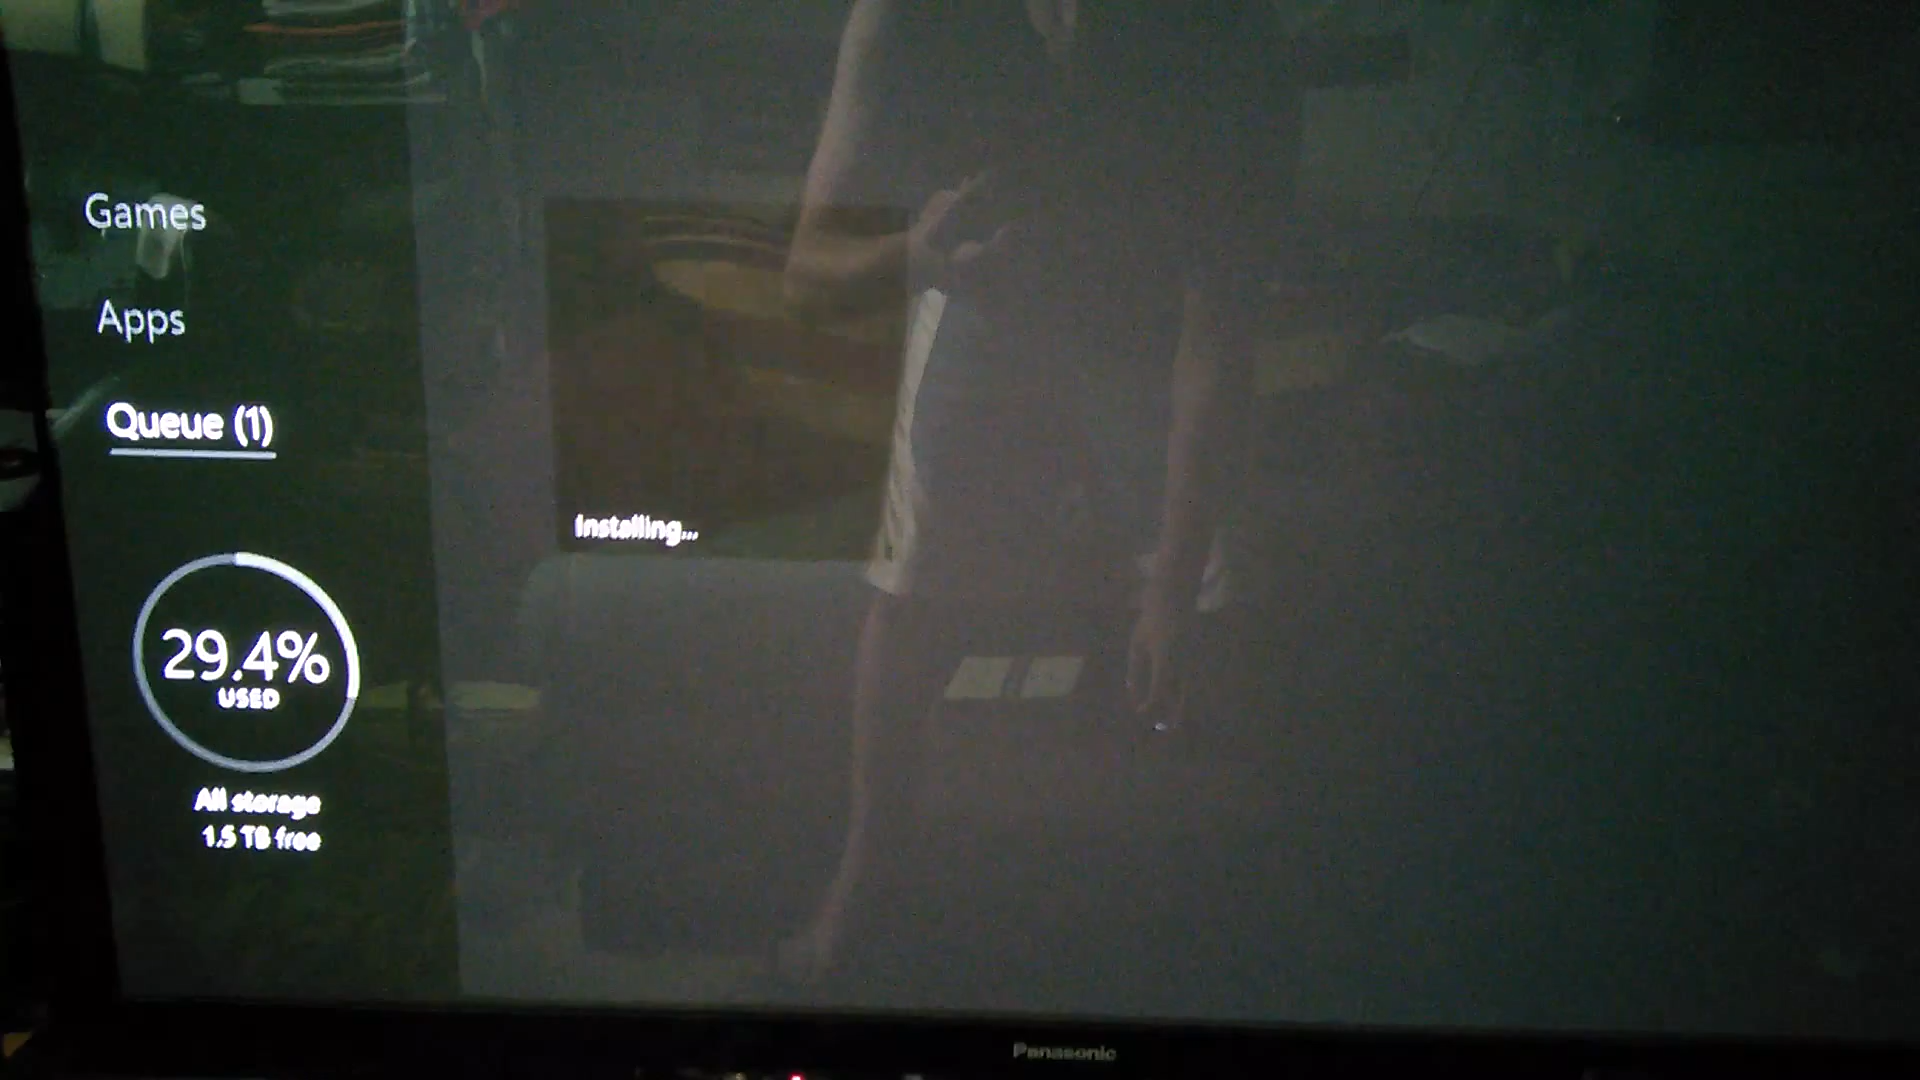 Games
Apps
Queue (1)
Installing...
29.4%
USED
All storage
1.5 TB free
Panasonic